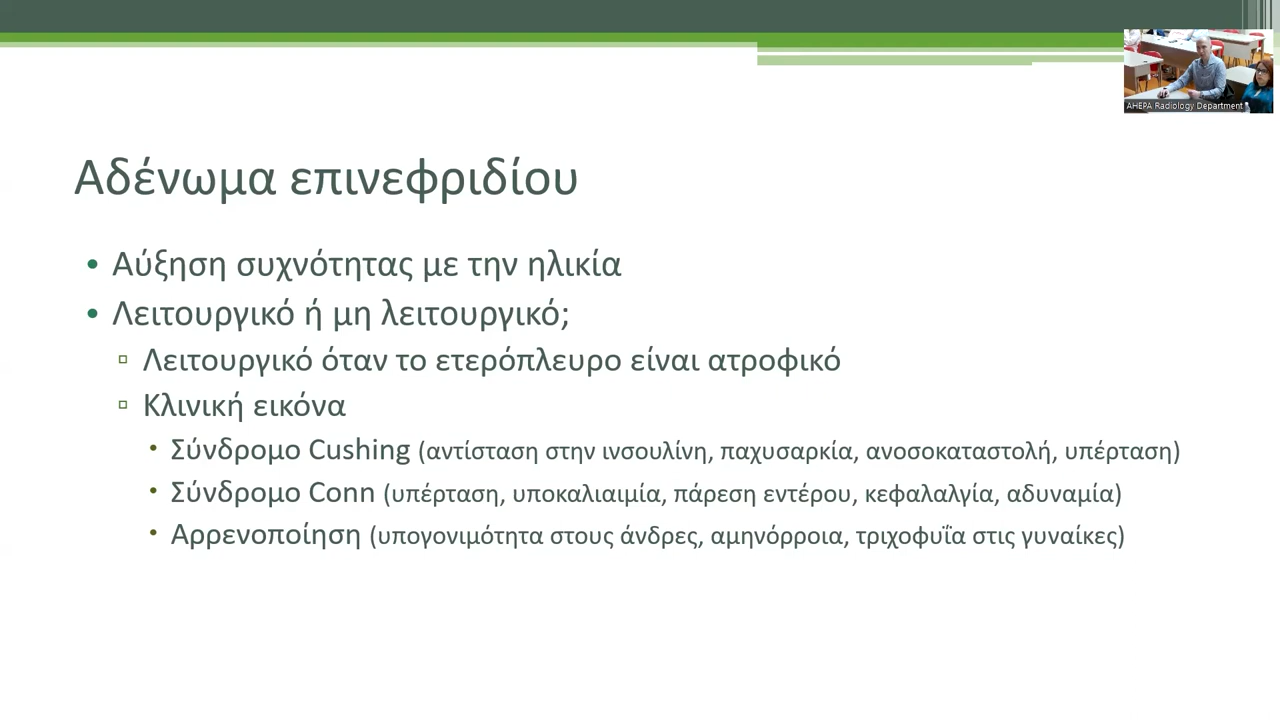 AHEPA Radiology Department
Αδένωμα επινεφριδίου
• Αύξηση συχνότητας με την ηλικία
• Λειτουργικό ή μη λειτουργικό;
▫ Λειτουργικό όταν το ετερόπλευρο είναι ατροφικό
▫ Κλινική εικόνα
• Σύνδρομο Cushing (αντίσταση στην ινσουλίνη, παχυσαρκία, ανοσοκαταστολή, υπέρταση)
• Σύνδρομο Conn (υπέρταση, υποκαλιαιμία, πάρεση εντέρου, κεφαλαλγία, αδυναμία)
• Αρρενοποίηση (υπογονιμότητα στους άνδρες, αμηνόρροια, τριχοφυΐα στις γυναίκες)